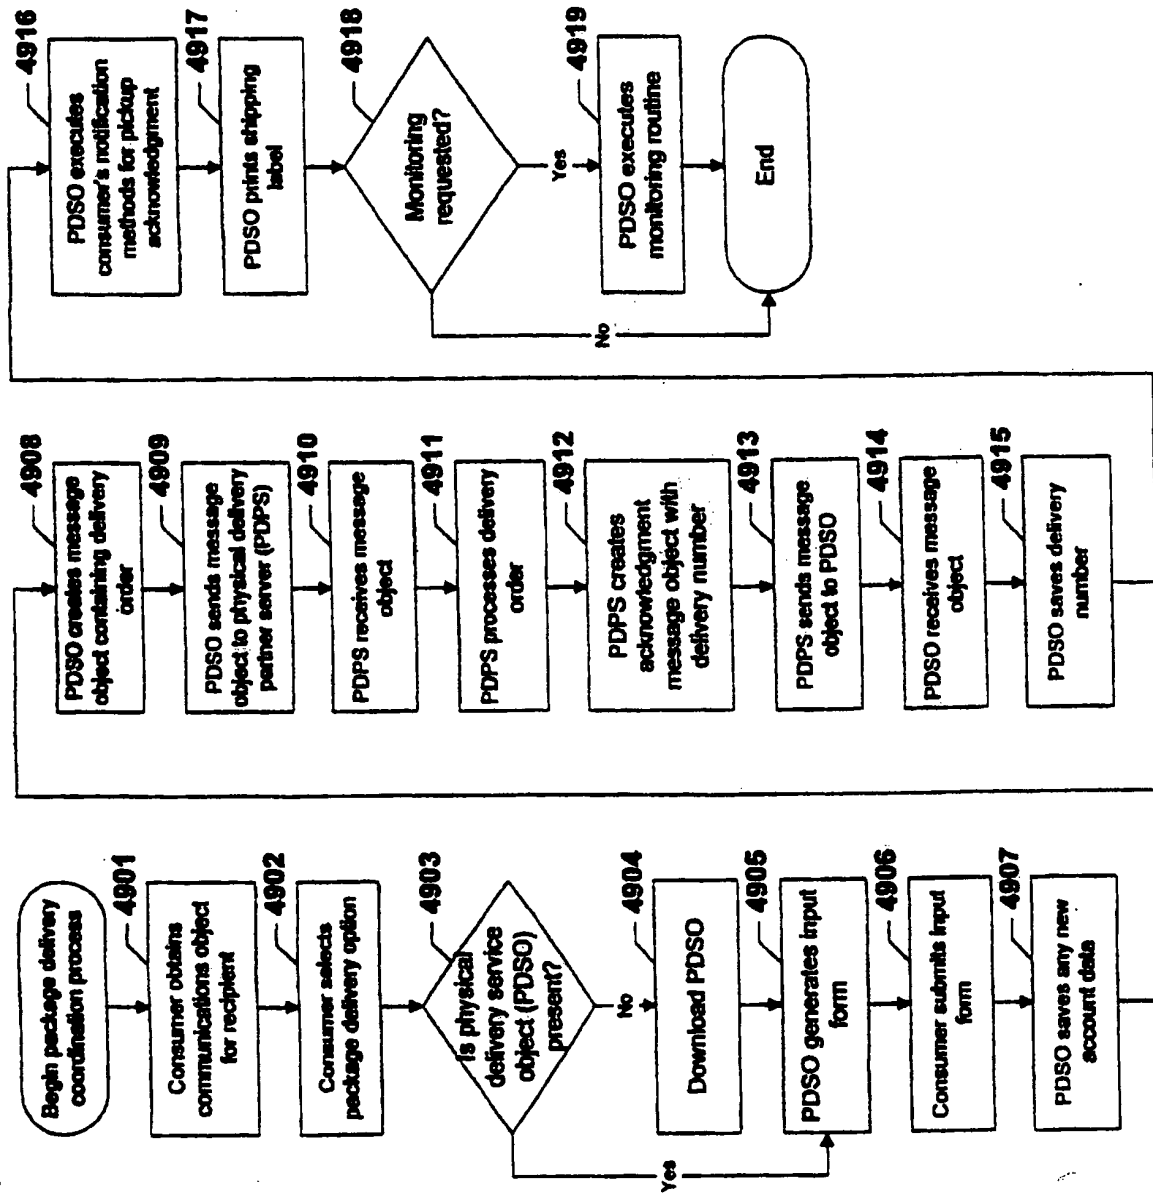 Begin package delivery
coordination process
4901
Consumer obtains
communications object
for recipient
4902
Consumer selects
package delivery option
4903
Is physical
delivery service
object (PDSO)
present?
No
Yes
4904
Download PDSO
4905
PDSO generates input
form
4906
Consumer submits input
form
4907
PDSO saves any new
account data
4908
PDSO creates message
object containing delivery
order
4909
PDSO sends message
object to physical delivery
partner server (PDPS)
4910
PDPS receives message
object
4911
PDPS processes delivery
order
4912
PDPS creates
acknowledgment
message object with
delivery number
4913
PDPS sends message
object to PDSO
4914
PDSO receives message
object
4915
PDSO saves delivery
number
4916
PDSO executes
consumer's notification
methods for pickup
acknowledgment
4917
PDSO prints shipping
label
4918
Monitoring
requested?
Yes
No
4919
PDSO executes
monitoring routine
End